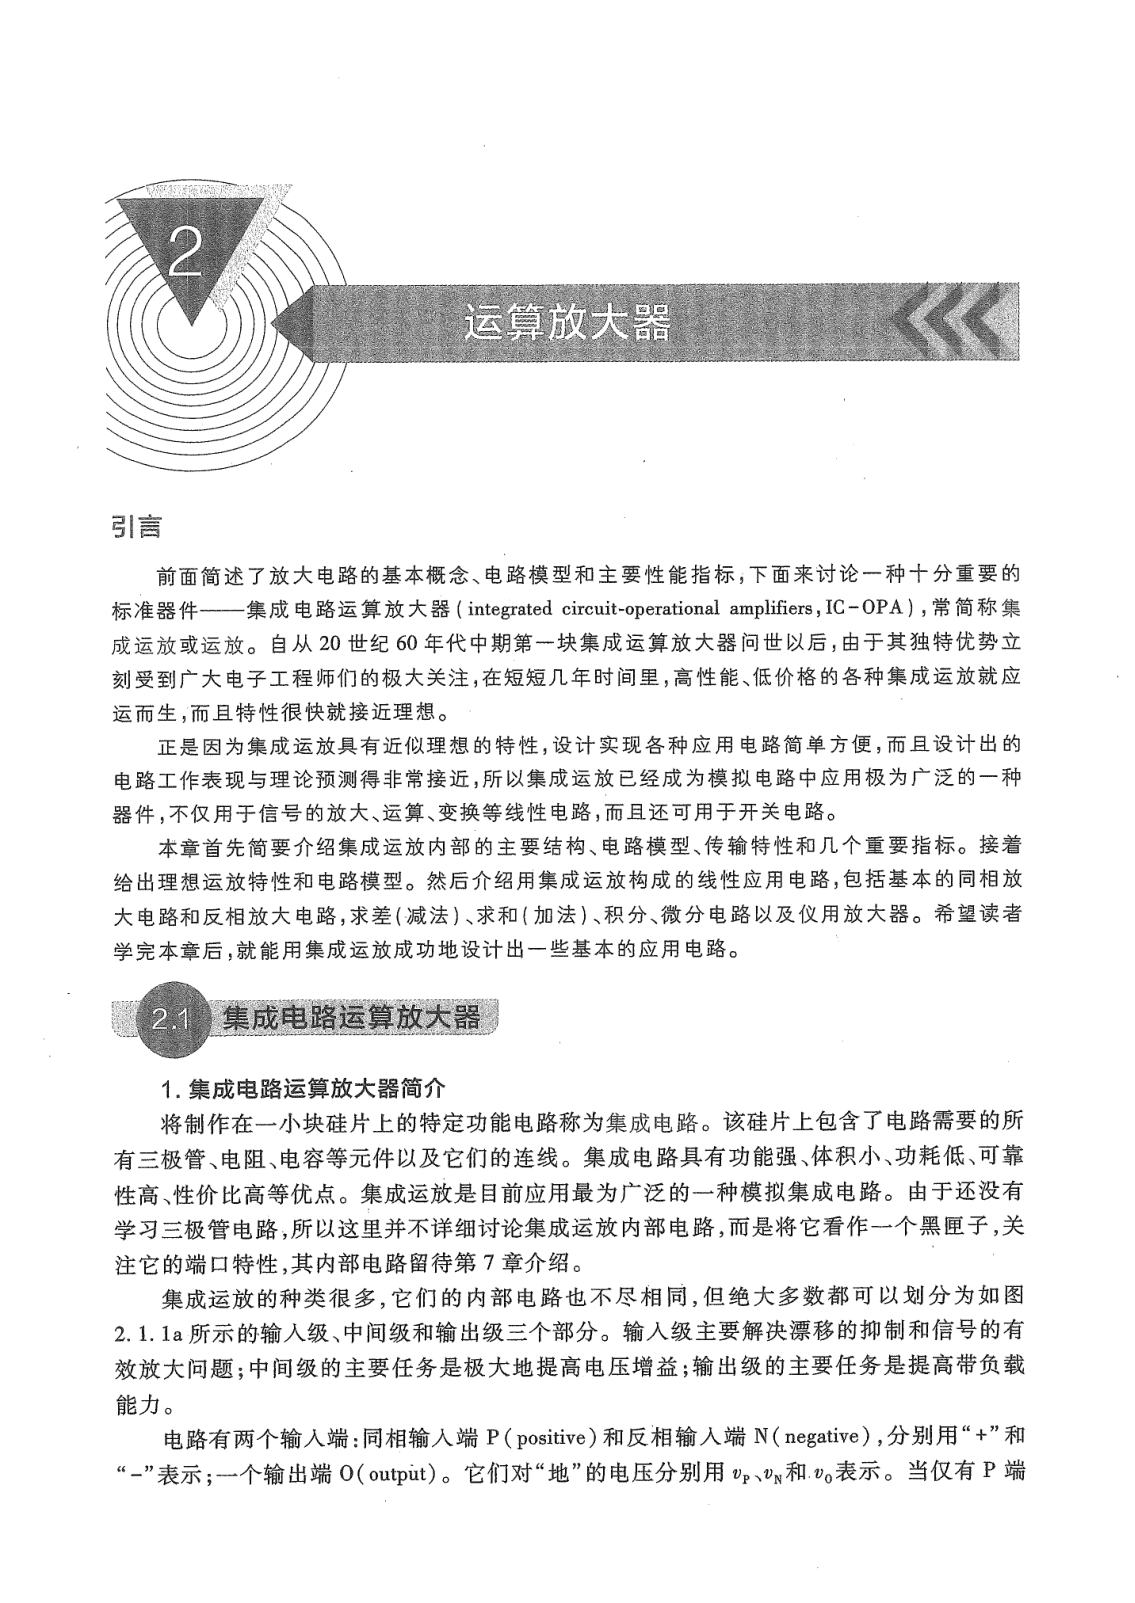 2
运算放大器
引言
前面简述了放大电路的基本概念、电路模型和主要性能指标,下面来讨论一种十分重要的
标准器件——集成电路运算放大器(integrated circuit-operational amplifiers,IC-OPA),常简称集
成运放或运放。自从 20 世纪 60 年代中期第一块集成运算放大器问世以后,由于其独特优势立
刻受到广大电子工程师们的极大关注,在短短几年时间里,高性能、低价格的各种集成运放就应
运而生,而且特性很快就接近理想。
正是因为集成运放具有近似理想的特性,设计实现各种应用电路简单方便,而且设计出的
电路工作表现与理论预测得非常接近,所以集成运放已经成为模拟电路中应用极为广泛的一种
器件,不仅用于信号的放大、运算、变换等线性电路,而且还可用于开关电路。
本章首先简要介绍集成运放内部的主要结构、电路模型、传输特性和几个重要指标。接着
给出理想运放特性和电路模型。然后介绍用集成运放构成的线性应用电路,包括基本的同相放
大电路和反相放大电路,求差(减法)、求和(加法)、积分、微分电路以及仪用放大器。希望读者
学完本章后,就能用集成运放成功地设计出一些基本的应用电路。
2.1 集成电路运算放大器
1. 集成电路运算放大器简介
将制作在一小块硅片上的特定功能电路称为集成电路。该硅片上包含了电路需要的所
有三极管、电阻、电容等元件以及它们的连线。集成电路具有功能强、体积小、功耗低、可靠
性高、性价比高等优点。集成运放是目前应用最为广泛的一种模拟集成电路。由于还没有
学习三极管电路,所以这里并不详细讨论集成运放内部电路,而是将它看作一个黑匣子,关
注它的端口特性,其内部电路留待第 7 章介绍。
集成运放的种类很多,它们的内部电路也不尽相同,但绝大多数都可以划分为如图
2.1.1a 所示的输入级、中间级和输出级三个部分。输入级主要解决漂移的抑制和信号的有
效放大问题;中间级的主要任务是极大地提高电压增益;输出级的主要任务是提高带负载
能力。
电路有两个输入端:同相输入端 P(positive)和反相输入端 N(negative),分别用“+”和
“-”表示;一个输出端 O(output)。它们对“地”的电压分别用 v_P、v_N和 v_O表示。当仅有 P 端